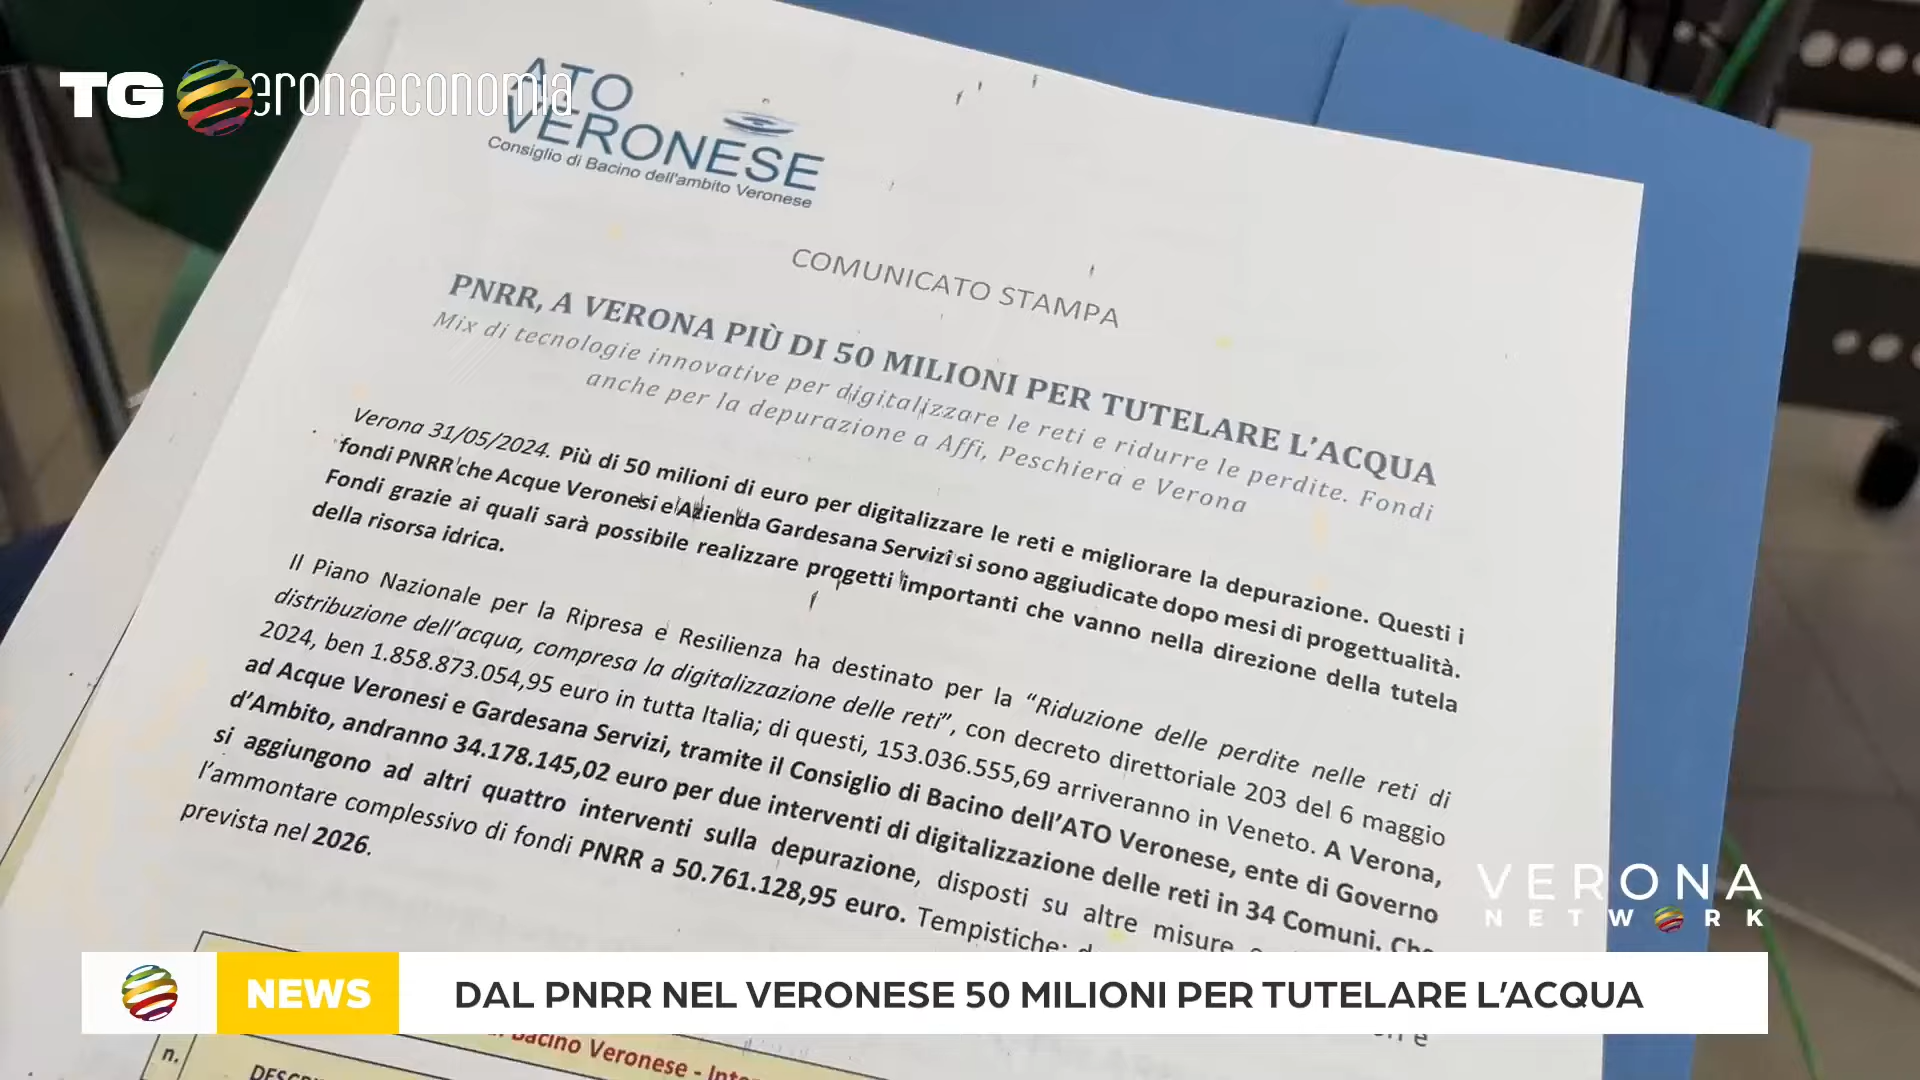 TG veronaeconomia
ATO
VERONESE
Consiglio di Bacino dell'ambito Veronese
COMUNICATO STAMPA
PNRR, A VERONA PIÙ DI 50 MILIONI PER TUTELARE L'ACQUA
Mix di tecnologie innovative per digitalizzare le reti e ridurre le perdite. Fondi
anche per la depurazione a Affi, Peschiera e Verona
Verona 31/05/2024. Più di 50 milioni di euro per digitalizzare le reti e migliorare la depurazione. Questi i
fondi PNRR che Acque Veronesi e Azienda Gardesana Servizi si sono aggiudicate dopo mesi di progettualità.
Fondi grazie ai quali sarà possibile realizzare progetti importanti che vanno nella direzione della tutela
della risorsa idrica.
Il Piano Nazionale per la Ripresa e Resilienza ha destinato per la "Riduzione delle perdite nelle reti di
distribuzione dell'acqua, compresa la digitalizzazione delle reti", con decreto direttoriale 203 del 6 maggio
2024, ben 1.858.873.054,95 euro in tutta Italia; di questi, 153.036.555,69 arriveranno in Veneto. A Verona,
ad Acque Veronesi e Gardesana Servizi, tramite il Consiglio di Bacino dell'ATO Veronese, ente di Governo
d'Ambito, andranno 34.178.145,02 euro per due interventi di digitalizzazione delle reti in 34 Comuni. Che
si aggiungono ad altri quattro interventi sulla depurazione, disposti su altre misure
l'ammontare complessivo di fondi PNRR a 50.761.128,95 euro. Tempistiche:
prevista nel 2026.
VERONA
NETWORK
NEWS DAL PNRR NEL VERONESE 50 MILIONI PER TUTELARE L'ACQUA
Bacino Veronese -
n.